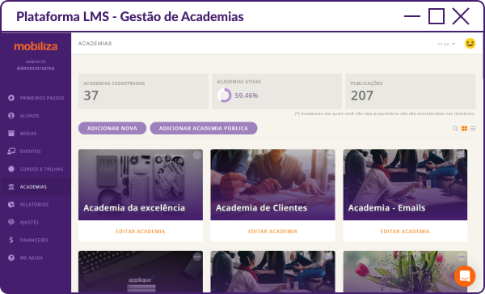 Plataforma LMS - Gestão de Academias
mobiliza
AMBIENTE
Administrativo
PRIMEIROS PASSOS
ALUNOS
MÍDIAS
EVENTOS
CURSOS E TRILHAS
ACADEMIAS
RELATÓRIOS
AJUSTES
FINANCEIRO
ME AJUDA
ACADEMIAS
ACADEMIAS CADASTRADAS
37
ACADEMIAS ATIVAS
59.46%
PUBLICAÇÕES
207
(*) Academias nas quais você não seja proprietário não são consideradas nos relatórios.
ADICIONAR NOVA
ADICIONAR ACADEMIA PÚBLICA
Academia da excelência
Academia de Clientes
Academia - Emails
EDITAR ACADEMIA
EDITAR ACADEMIA
EDITAR ACADEMIA
applique